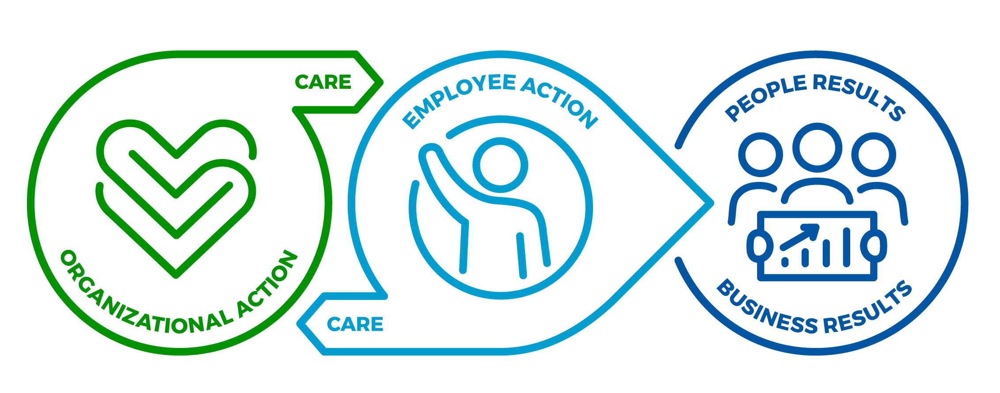 CARE
ORGANIZATIONAL ACTION
EMPLOYEE ACTION
CARE
PEOPLE RESULTS
BUSINESS RESULTS